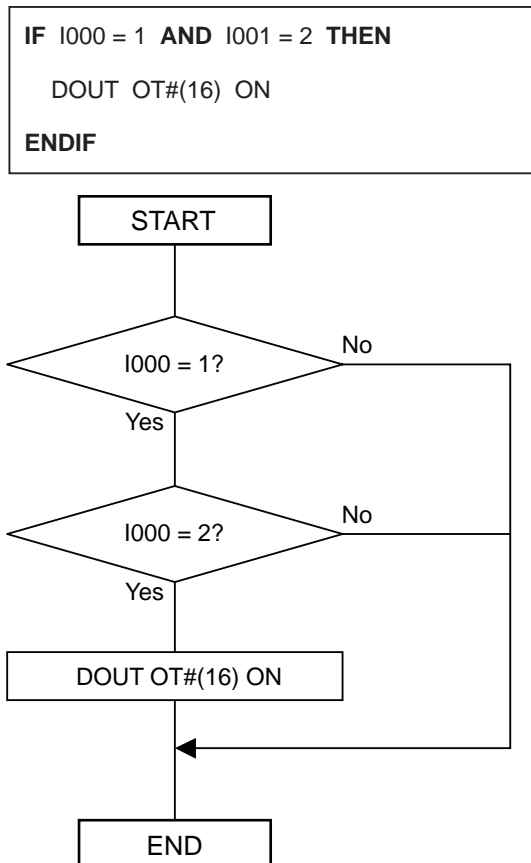 IF I000 = 1 AND I001 = 2 THEN
DOUT OT#(16) ON
ENDIF
START
I000 = 1?
No
Yes
I000 = 2?
No
Yes
DOUT OT#(16) ON
END